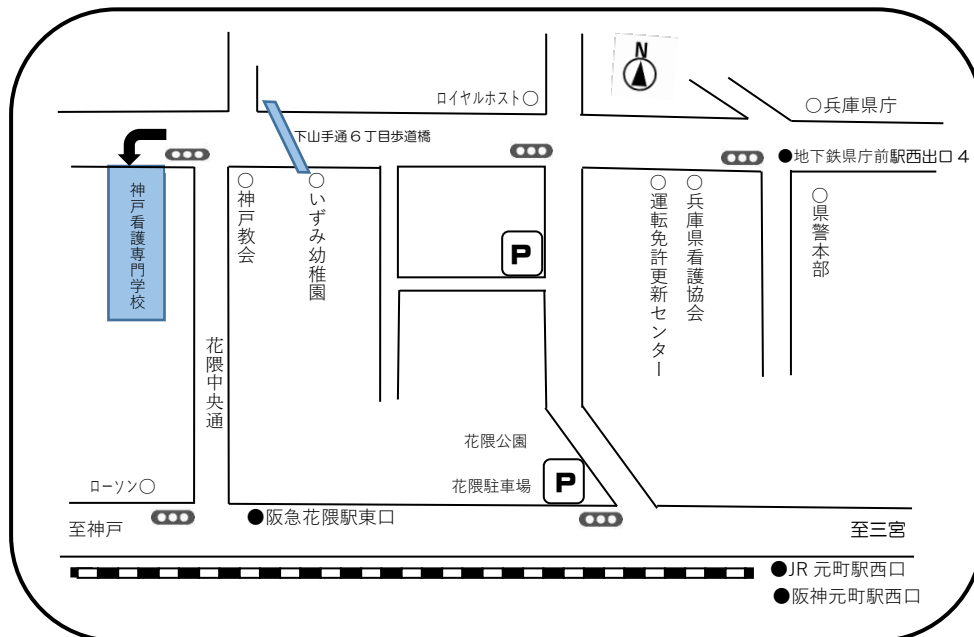 N
ロイヤルホスト○
○兵庫県庁
下山手通6丁目歩道橋
●地下鉄県庁前駅西出口4
神戸看護専門学校
○神戸教会
○いずみ幼稚園
P
○運転免許更新センター
○兵庫県看護協会
○県警本部
花隈中央通
花隈公園
花隈駐車場
P
ローソン○
●阪急花隈駅東口
至神戸
至三宮
●JR 元町駅西口
●阪神元町駅西口